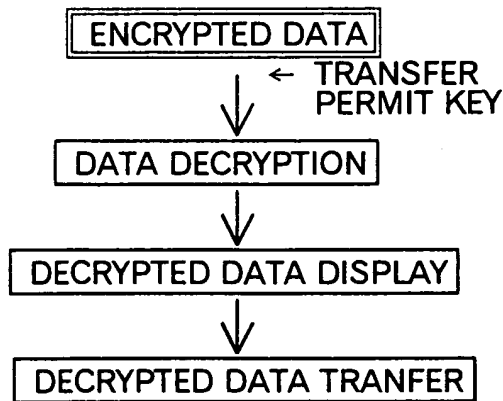 ENCRYPTED DATA
← TRANSFER
PERMIT KEY
DATA DECRYPTION
DECRYPTED DATA DISPLAY
DECRYPTED DATA TRANFER